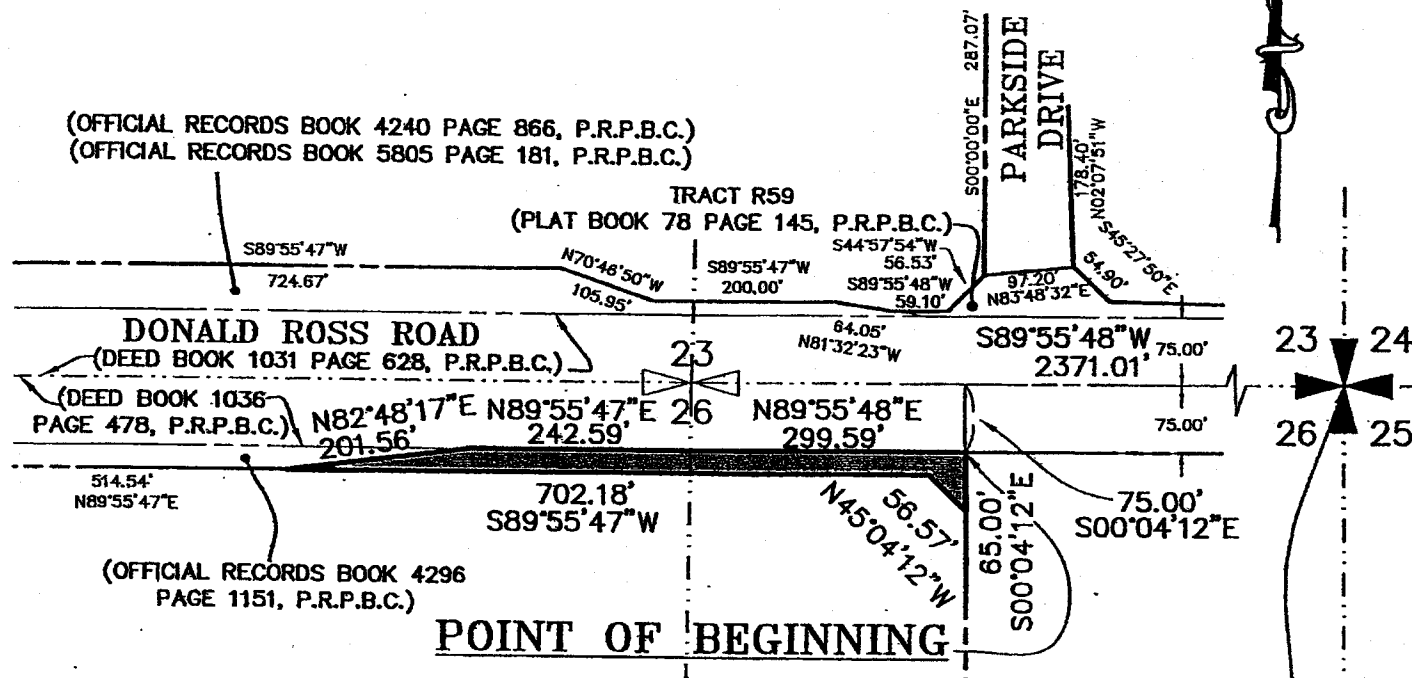 S00°00'00"E 287.07'
PARKSIDE
DRIVE
178.40'
N02°07'51"W
(OFFICIAL RECORDS BOOK 4240 PAGE 866, P.R.P.B.C.)
(OFFICIAL RECORDS BOOK 5805 PAGE 181, P.R.P.B.C.)
TRACT R59
(PLAT BOOK 78 PAGE 145, P.R.P.B.C.)
S89°55'47"W
724.67'
N70°46'50"W
105.95'
S89°55'47"W
200.00'
S44°57'54"W
56.53'
S89°55'48"W
59.10'
97.20'
N83°48'32"E
S45°27'50"E
54.90'
64.05'
N81°32'23"W
DONALD ROSS ROAD
(DEED BOOK 1031 PAGE 628, P.R.P.B.C.)
S89°55'48"W
2371.01'
75.00'
23
26
23 24
26 25
(DEED BOOK 1036
PAGE 478, P.R.P.B.C.)
N82°48'17"E
201.56'
N89°55'47"E
242.59'
N89°55'48"E
299.59'
75.00'
514.54'
N89°55'47"E
702.18'
S89°55'47"W
56.57'
N45°04'12"W
65.00'
S00°04'12"E
75.00'
S00°04'12"E
(OFFICIAL RECORDS BOOK 4296
PAGE 1151, P.R.P.B.C.)
POINT OF BEGINNING